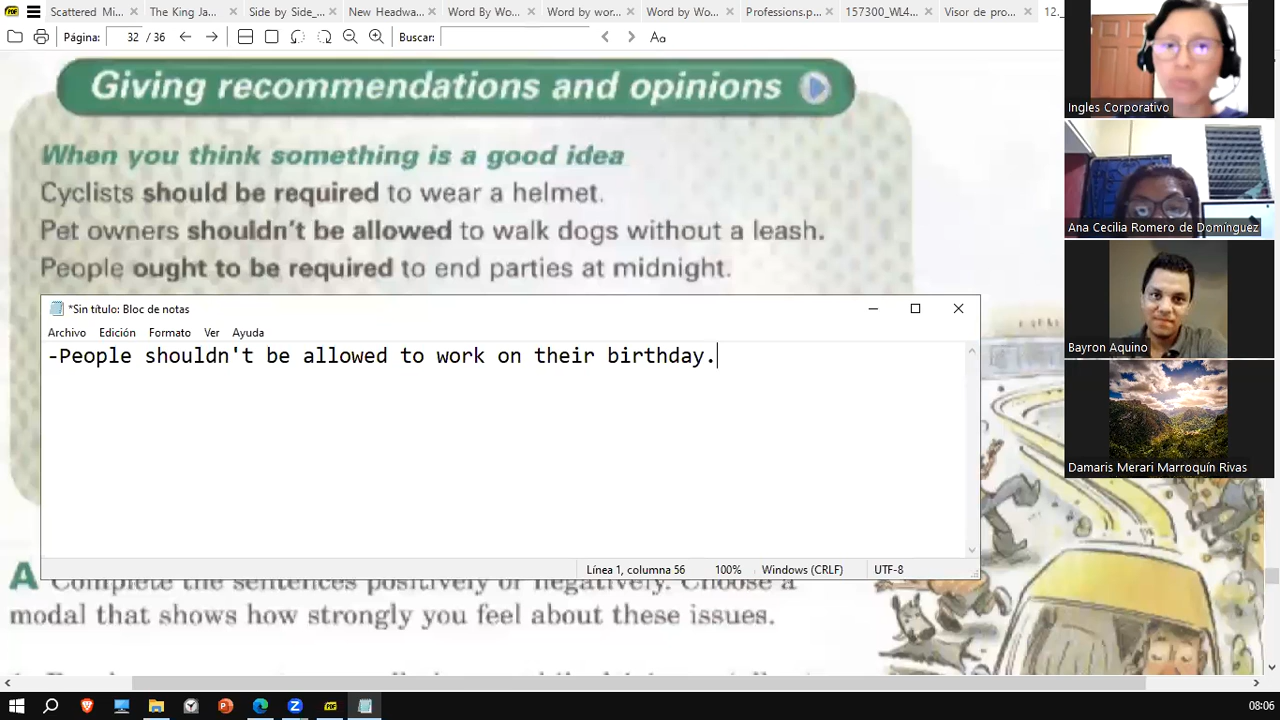 Scattered Mi...
The King Ja...
Side by Side_...
New Headwa...
Word By Wo...
Word by wor...
Word by Wo...
Professions.p...
157300_WL4...
Visor de pro...
12._
Página: 32 / 36 Buscar: Aa
Giving recommendations and opinions
When you think something is a good idea
Cyclists should be required to wear a helmet.
Pet owners shouldn't be allowed to walk dogs without a leash.
People ought to be required to end parties at midnight.
*Sin título: Bloc de notas
Archivo Edición Formato Ver Ayuda
-People shouldn't be allowed to work on their birthday.
Línea 1, columna 56 100% Windows (CRLF) UTF-8
A Complete the sentences positively or negatively. Choose a
modal that shows how strongly you feel about these issues.
Ingles Corporativo
Ana Cecilia Romero de Domínguez
Bayron Aquino
Damaris Merari Marroquín Rivas
08:06